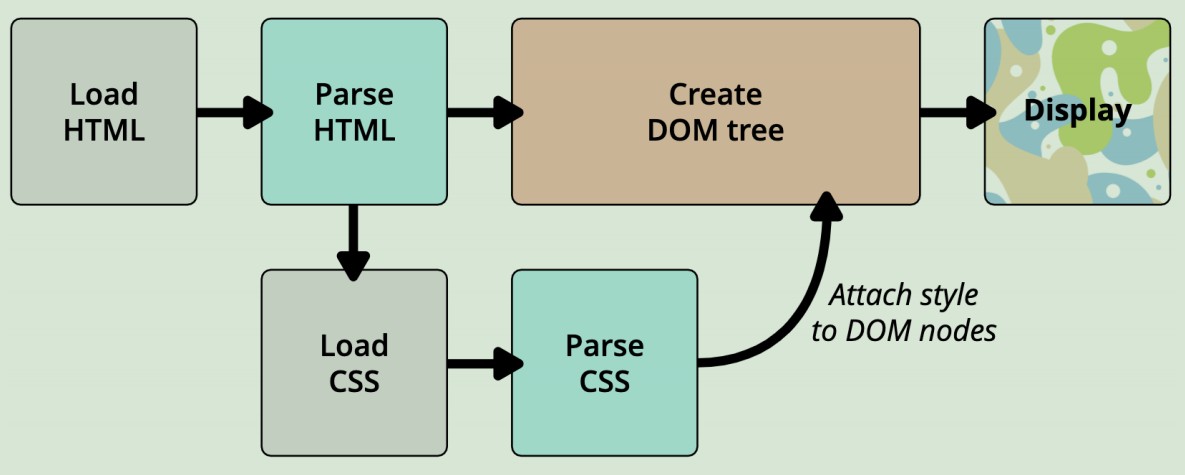 Load
HTML
Parse
HTML
Create
DOM tree
Display
Load
CSS
Parse
CSS
Attach style
to DOM nodes